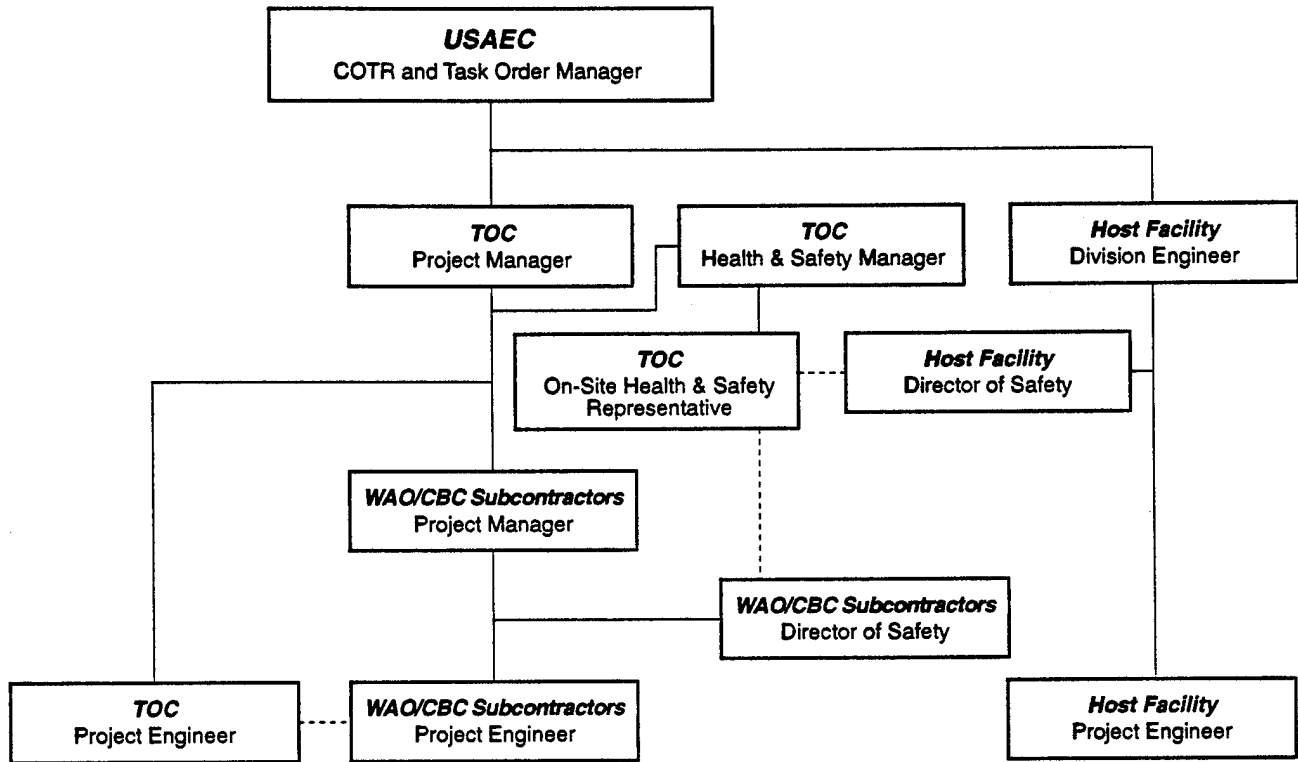 USAEC
COTR and Task Order Manager
TOC
Project Manager
TOC
Health & Safety Manager
Host Facility
Division Engineer
TOC
On-Site Health & Safety
Representative
Host Facility
Director of Safety
WAO/CBC Subcontractors
Project Manager
WAO/CBC Subcontractors
Director of Safety
TOC
Project Engineer
WAO/CBC Subcontractors
Project Engineer
Host Facility
Project Engineer